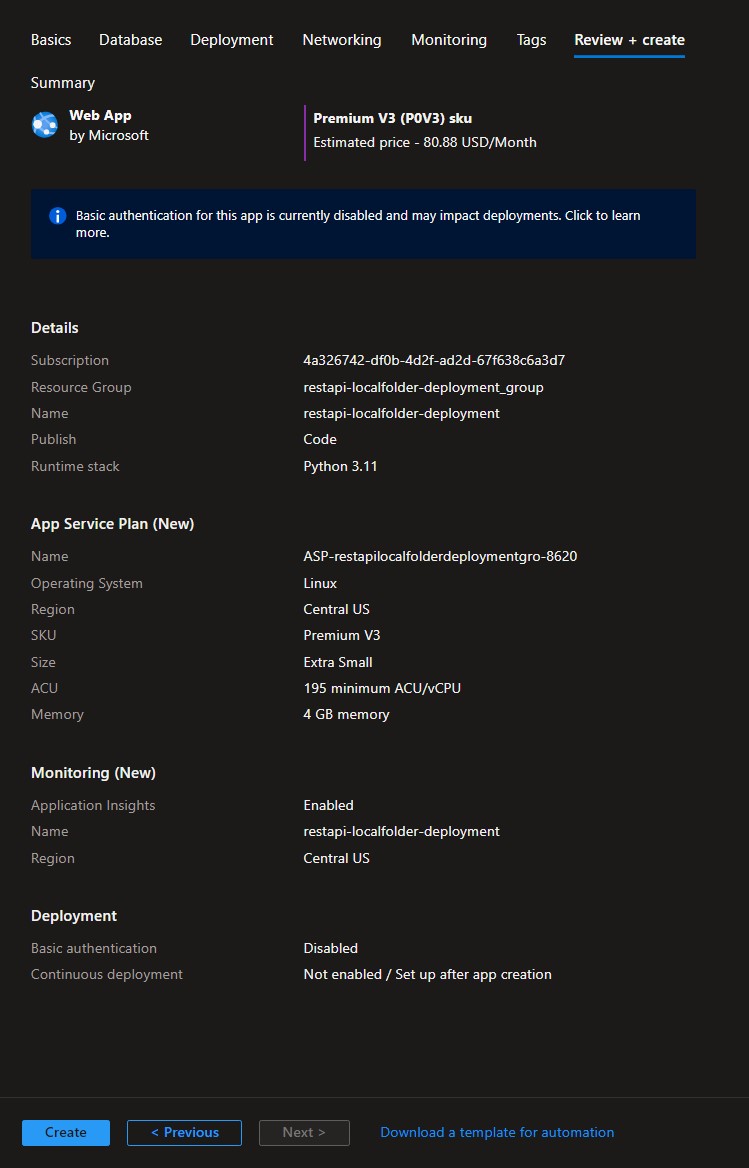 Basics Database Deployment Networking Monitoring Tags Review + create
Summary
Web App
by Microsoft
Premium V3 (P0V3) sku
Estimated price - 80.88 USD/Month
Basic authentication for this app is currently disabled and may impact deployments. Click to learn
more.
Details
Subscription 4a326742-df0b-4d2f-ad2d-67f638c6a3d7
Resource Group restapi-localfolder-deployment_group
Name restapi-localfolder-deployment
Publish Code
Runtime stack Python 3.11
App Service Plan (New)
Name ASP-restapilocalfolderdeploymentgro-8620
Operating System Linux
Region Central US
SKU Premium V3
Size Extra Small
ACU 195 minimum ACU/vCPU
Memory 4 GB memory
Monitoring (New)
Application Insights Enabled
Name restapi-localfolder-deployment
Region Central US
Deployment
Basic authentication Disabled
Continuous deployment Not enabled / Set up after app creation
Create < Previous Next > Download a template for automation